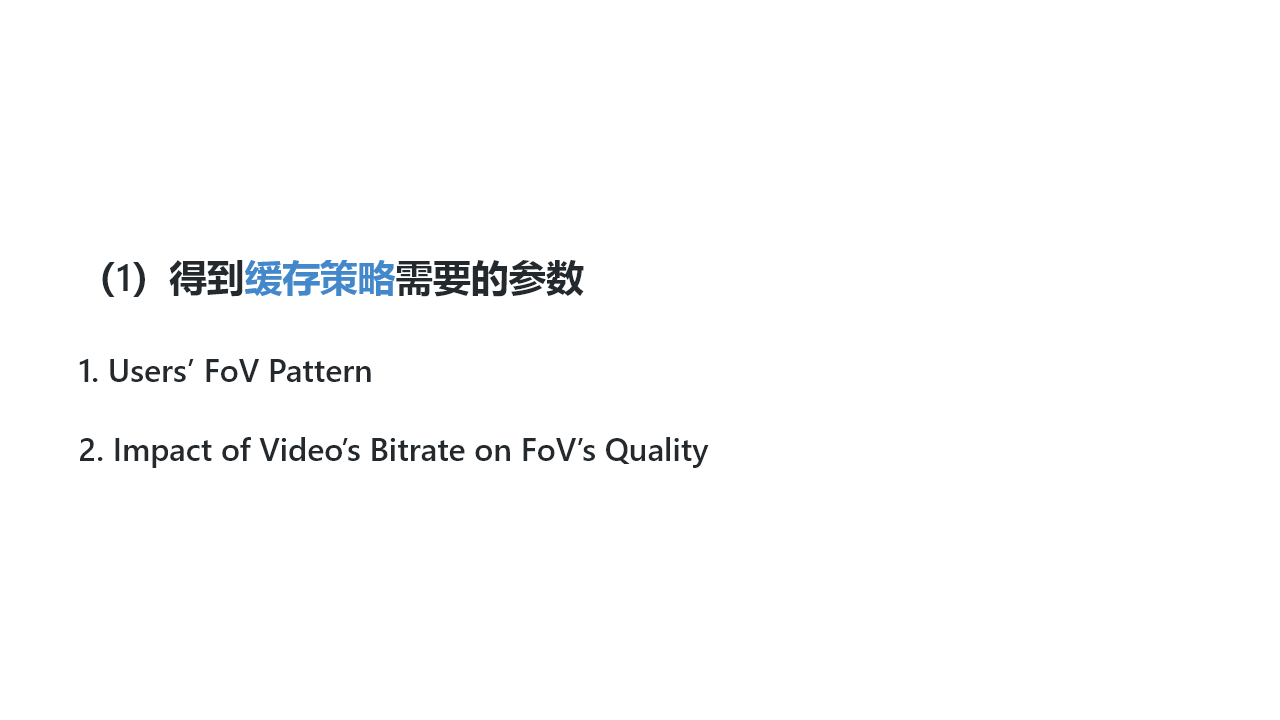 （1）得到缓存策略需要的参数
1. Users’ FoV Pattern
2. Impact of Video’s Bitrate on FoV’s Quality